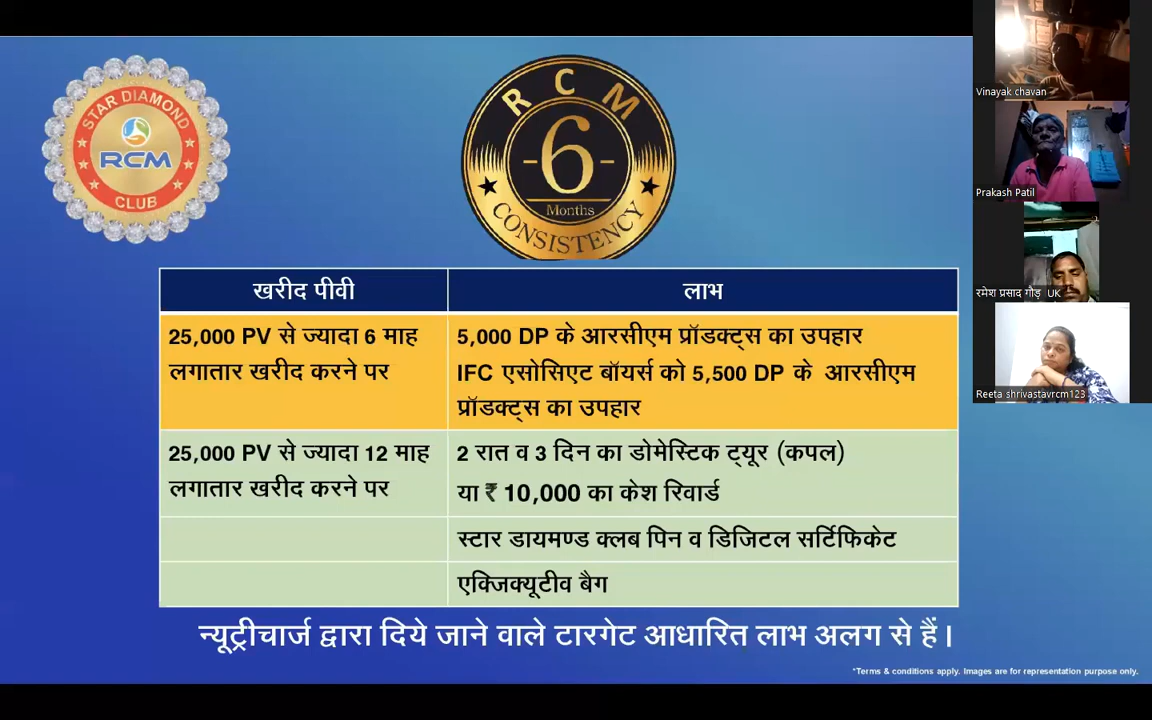 STAR DIAMOND
RCM
CLUB
RCM
-6-
Months
CONSISTENCY
खरीद पीवी
लाभ
25,000 PV से ज्यादा 6 माह
लगातार खरीद करने पर
5,000 DP के आरसीएम प्रॉडक्ट्स का उपहार
IFC एसोसिएट बॉयर्स को 5,500 DP के आरसीएम
प्रॉडक्ट्स का उपहार
25,000 PV से ज्यादा 12 माह
लगातार खरीद करने पर
2 रात व 3 दिन का डोमेस्टिक ट्यूर (कपल)
या ₹ 10,000 का केश रिवार्ड
स्टार डायमण्ड क्लब पिन व डिजिटल सर्टिफिकेट
एक्जिक्यूटीव बैग
न्यूट्रीचार्ज द्वारा दिये जाने वाले टारगेट आधारित लाभ अलग से हैं।
*Terms & conditions apply. Images are for representation purpose only.
Vinayak chavan
Prakash Patil
रमेश प्रसाद गौड़ UK
Reeta shrivastavrcm123